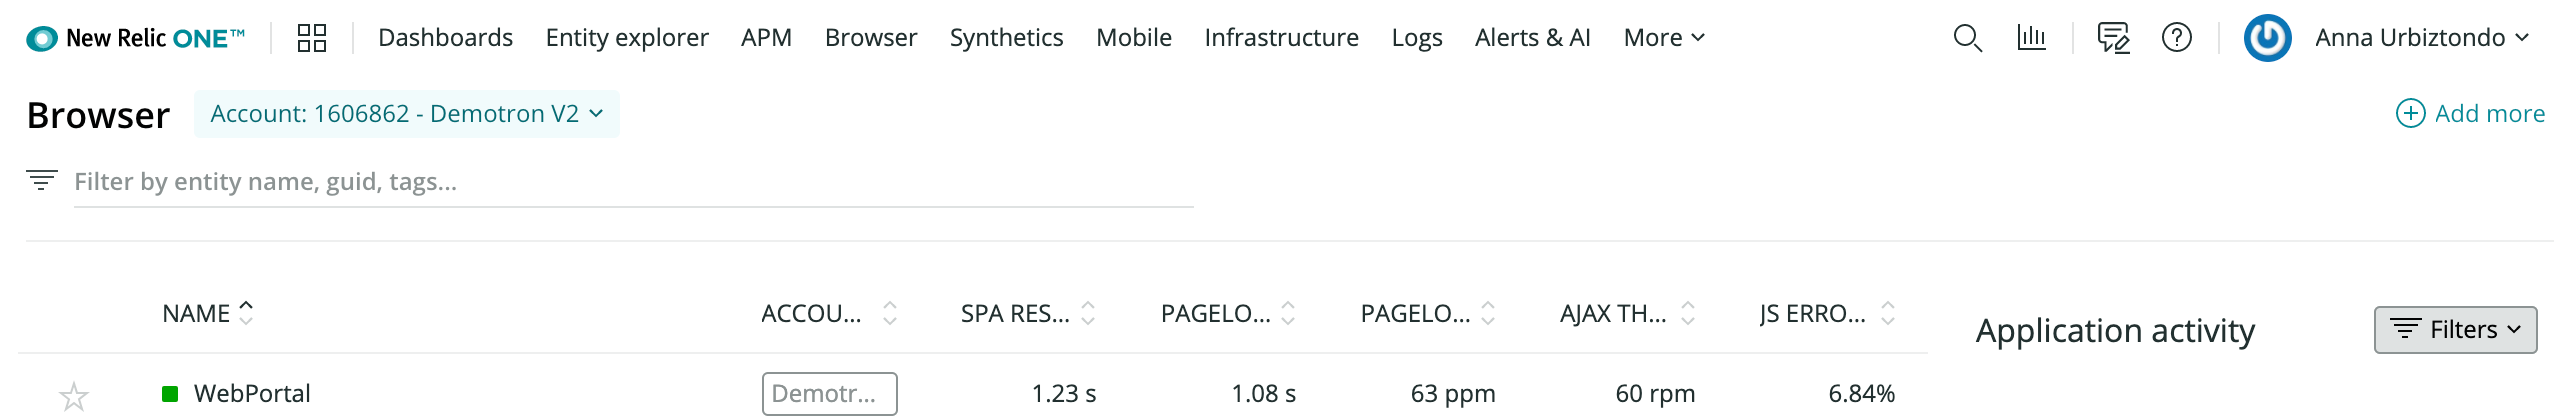 New Relic ONE™ Dashboards Entity explorer APM Browser Synthetics Mobile Infrastructure Logs Alerts & AI More Anna Urbiztondo
Browser Account: 1606862 - Demotron V2 Add more
Filter by entity name, guid, tags...
NAME ACCOU... SPA RES... PAGELO... PAGELO... AJAX TH... JS ERRO... Application activity Filters
WebPortal Demotr... 1.23 s 1.08 s 63 ppm 60 rpm 6.84%